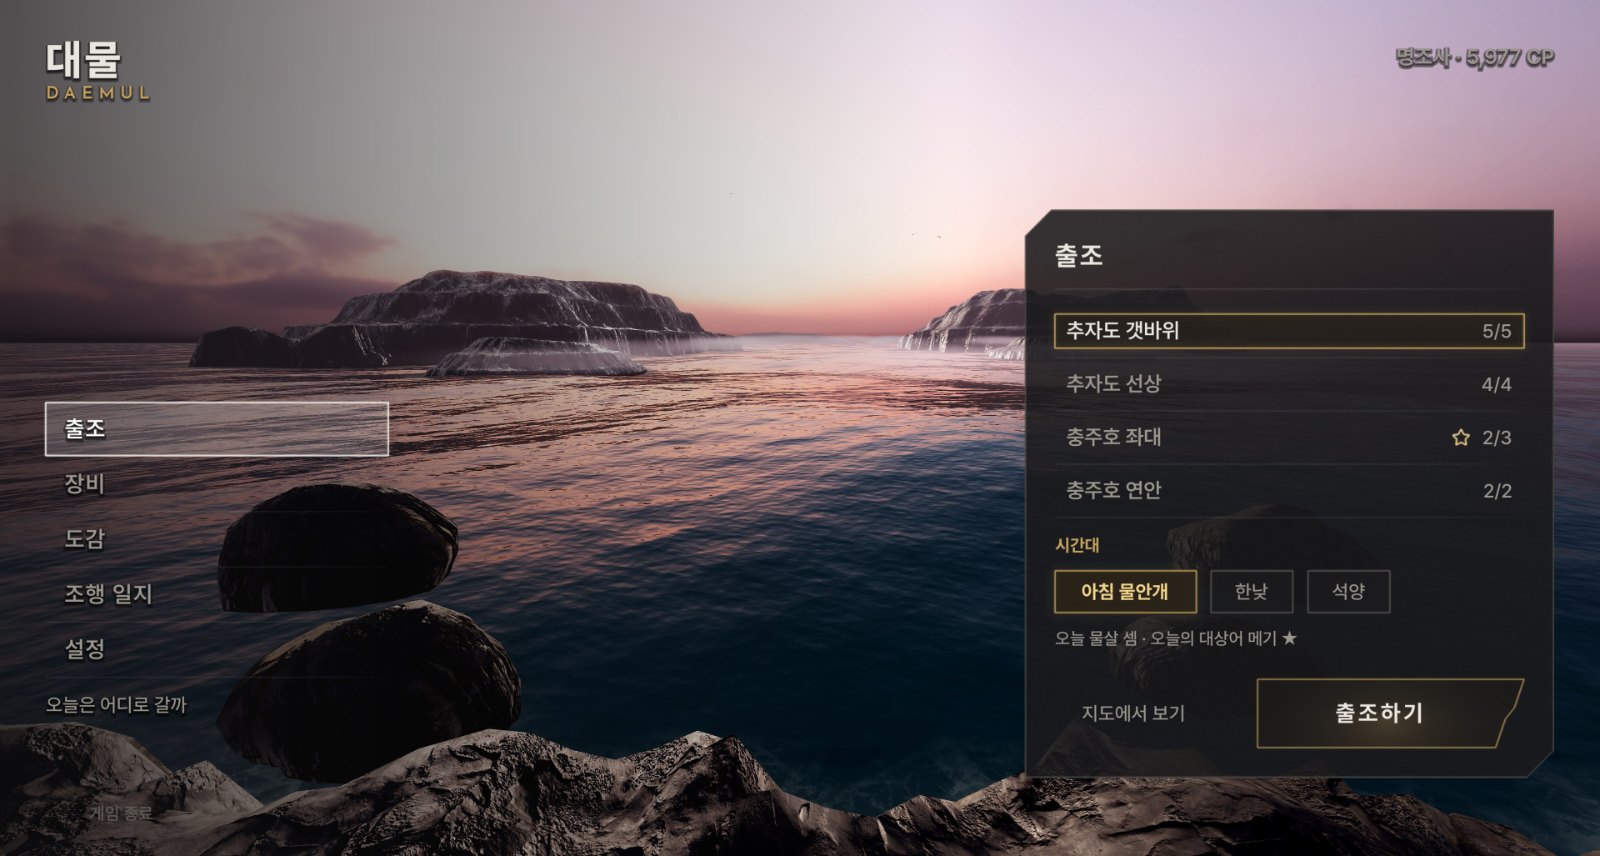 대물
DAEMUL
명조사 · 5,977 CP
출조
장비
도감
조행 일지
설정
오늘은 어디로 갈까
게임 종료
출조
추자도 갯바위 5/5
추자도 선상 4/4
충주호 좌대 ☆ 2/3
충주호 연안 2/2
시간대
아침 물안개 한낮 석양
오늘 물살 셈 · 오늘의 대상어 메기 ★
지도에서 보기 출조하기